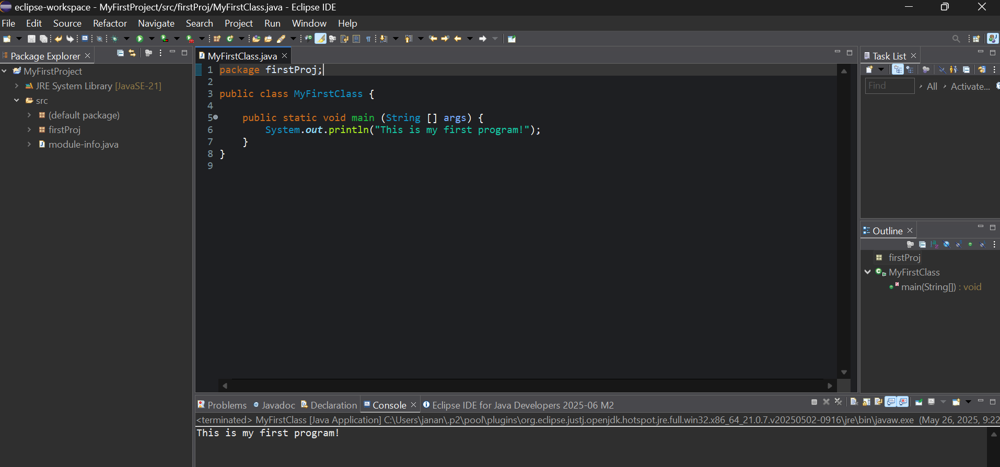 eclipse-workspace - MyFirstProject/src/firstProj/MyFirstClass.java - Eclipse IDE
File Edit Source Refactor Navigate Search Project Run Window Help
Package Explorer
MyFirstProject
JRE System Library [JavaSE-21]
src
(default package)
firstProj
module-info.java
MyFirstClass.java
1 package firstProj;
2
3 public class MyFirstClass {
4
5 public static void main (String [] args) {
6 System.out.println("This is my first program!");
7 }
8 }
9
Task List
Find All Activate...
Outline
firstProj
MyFirstClass
main(String[]) : void
Problems Javadoc Declaration Console Eclipse IDE for Java Developers 2025-06 M2
<terminated> MyFirstClass [Java Application] C:\Users\janan\.p2\pool\plugins\org.eclipse.justj.openjdk.hotspot.jre.full.win32.x86_64_21.0.7.v20250502-0916\jre\bin\javaw.exe (May 26, 2025, 9:22
This is my first program!